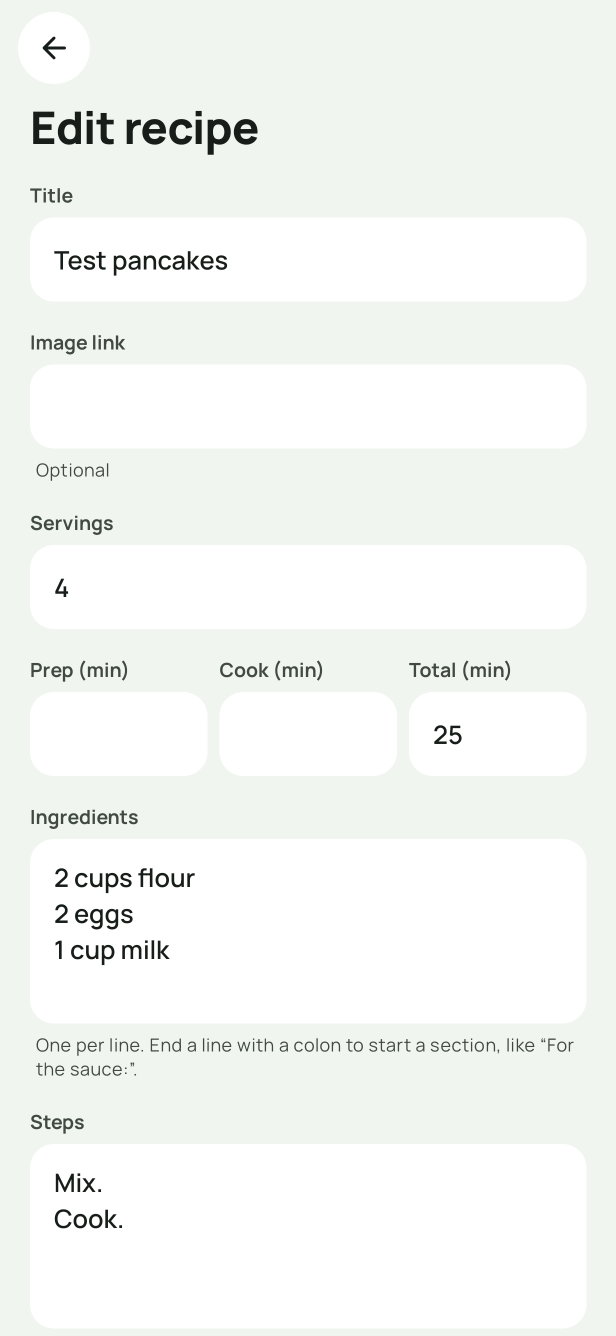 Edit recipe
Title
Test pancakes
Image link
Optional
Servings
4
Prep (min) Cook (min) Total (min)
25
Ingredients
2 cups flour
2 eggs
1 cup milk
One per line. End a line with a colon to start a section, like “For
the sauce:”.
Steps
Mix.
Cook.